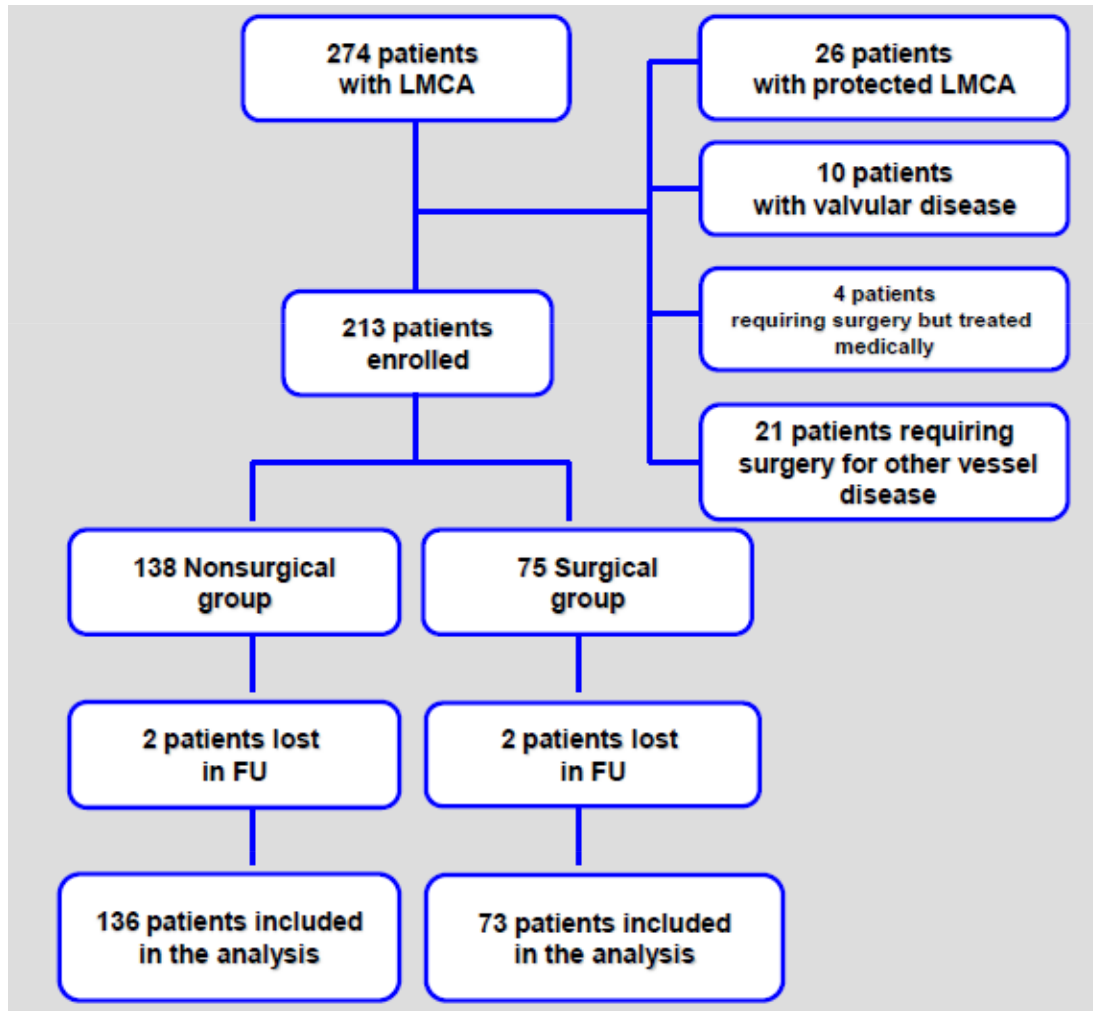 274 patients
with LMCA
26 patients
with protected LMCA
10 patients
with valvular disease
4 patients
requiring surgery but treated
medically
21 patients requiring
surgery for other vessel
disease
213 patients
enrolled
138 Nonsurgical
group
75 Surgical
group
2 patients lost
in FU
2 patients lost
in FU
136 patients included
in the analysis
73 patients included
in the analysis